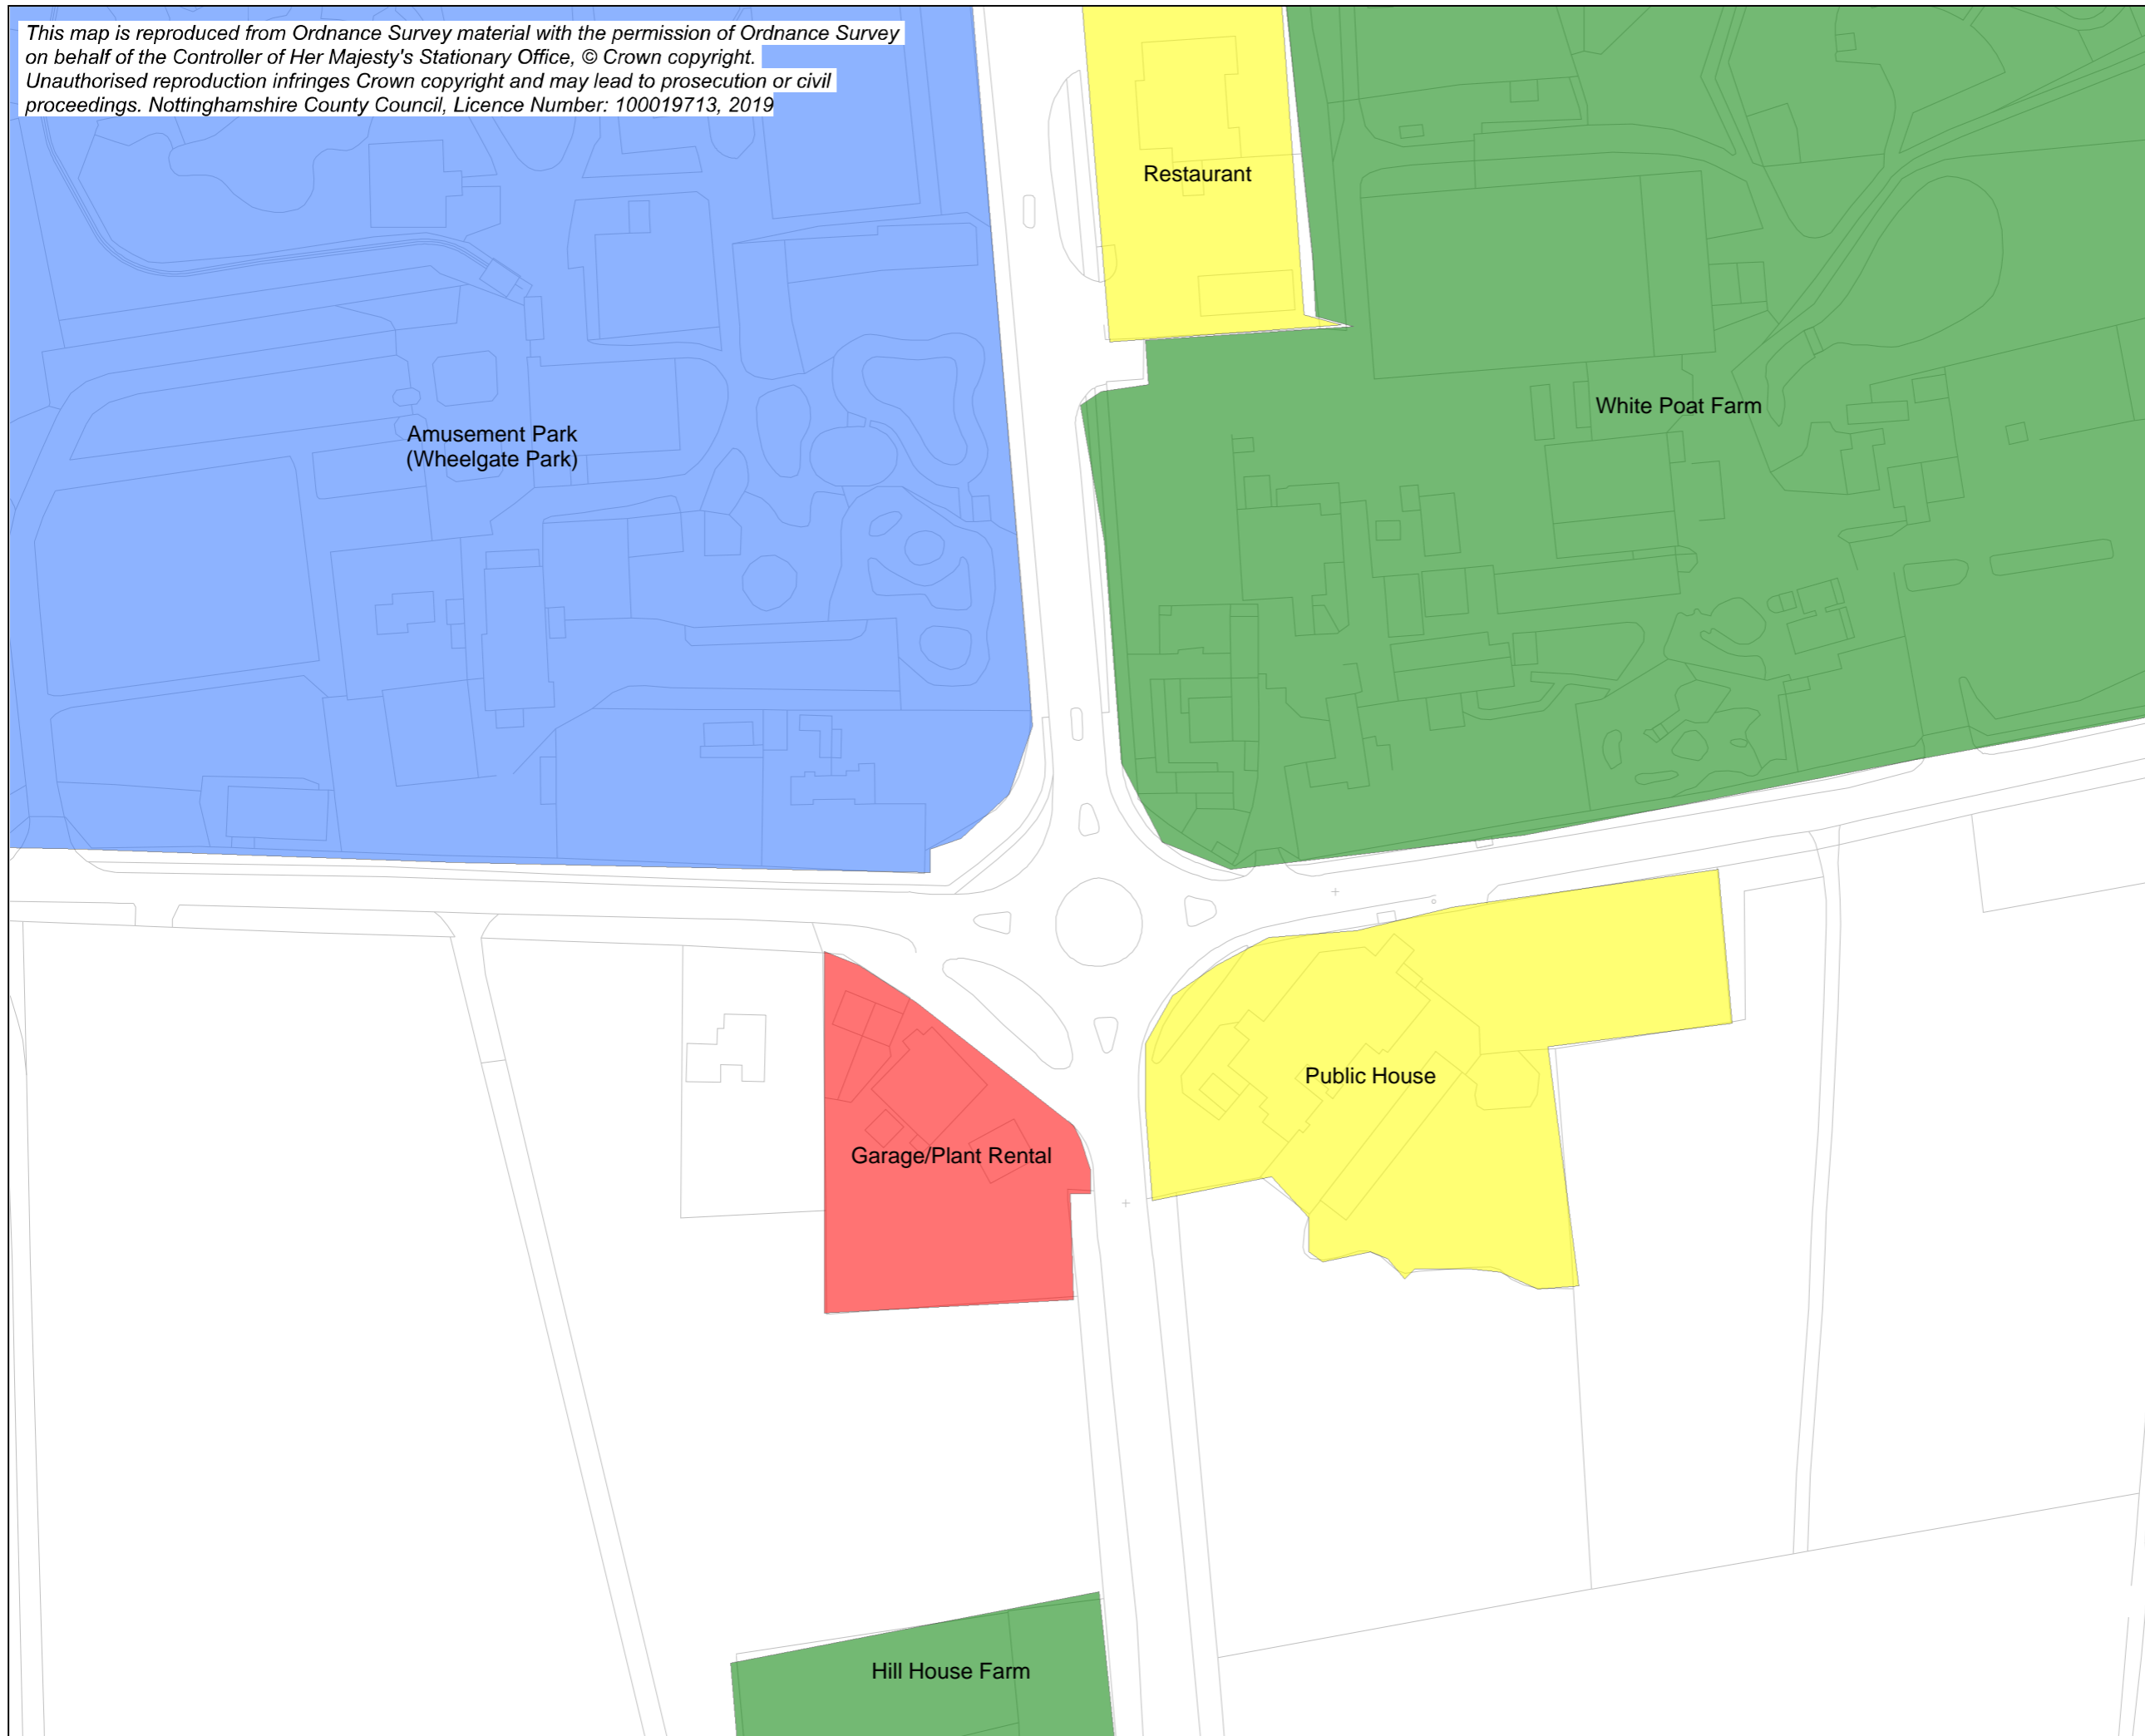 This map is reproduced from Ordnance Survey material with the permission of Ordnance Survey
on behalf of the Controller of Her Majesty's Stationary Office, © Crown copyright.
Unauthorised reproduction infringes Crown copyright and may lead to prosecution or civil
proceedings. Nottinghamshire County Council, Licence Number: 100019713, 2019
Restaurant
White Poat Farm
Amusement Park
(Wheelgate Park)
Public House
Garage/Plant Rental
Hill House Farm